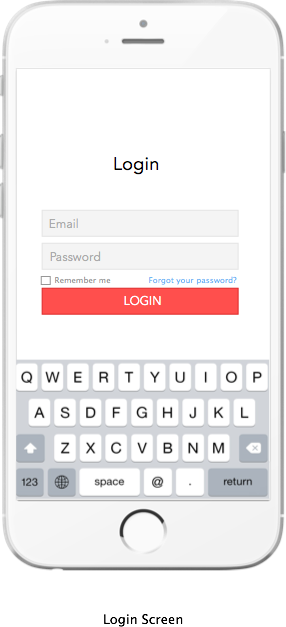 Login
Email
Password
Remember me Forgot your password?
LOGIN
Q W E R T Y U I O P
A S D F G H J K L
Z X C V B N M
123 space @ . return
Login Screen